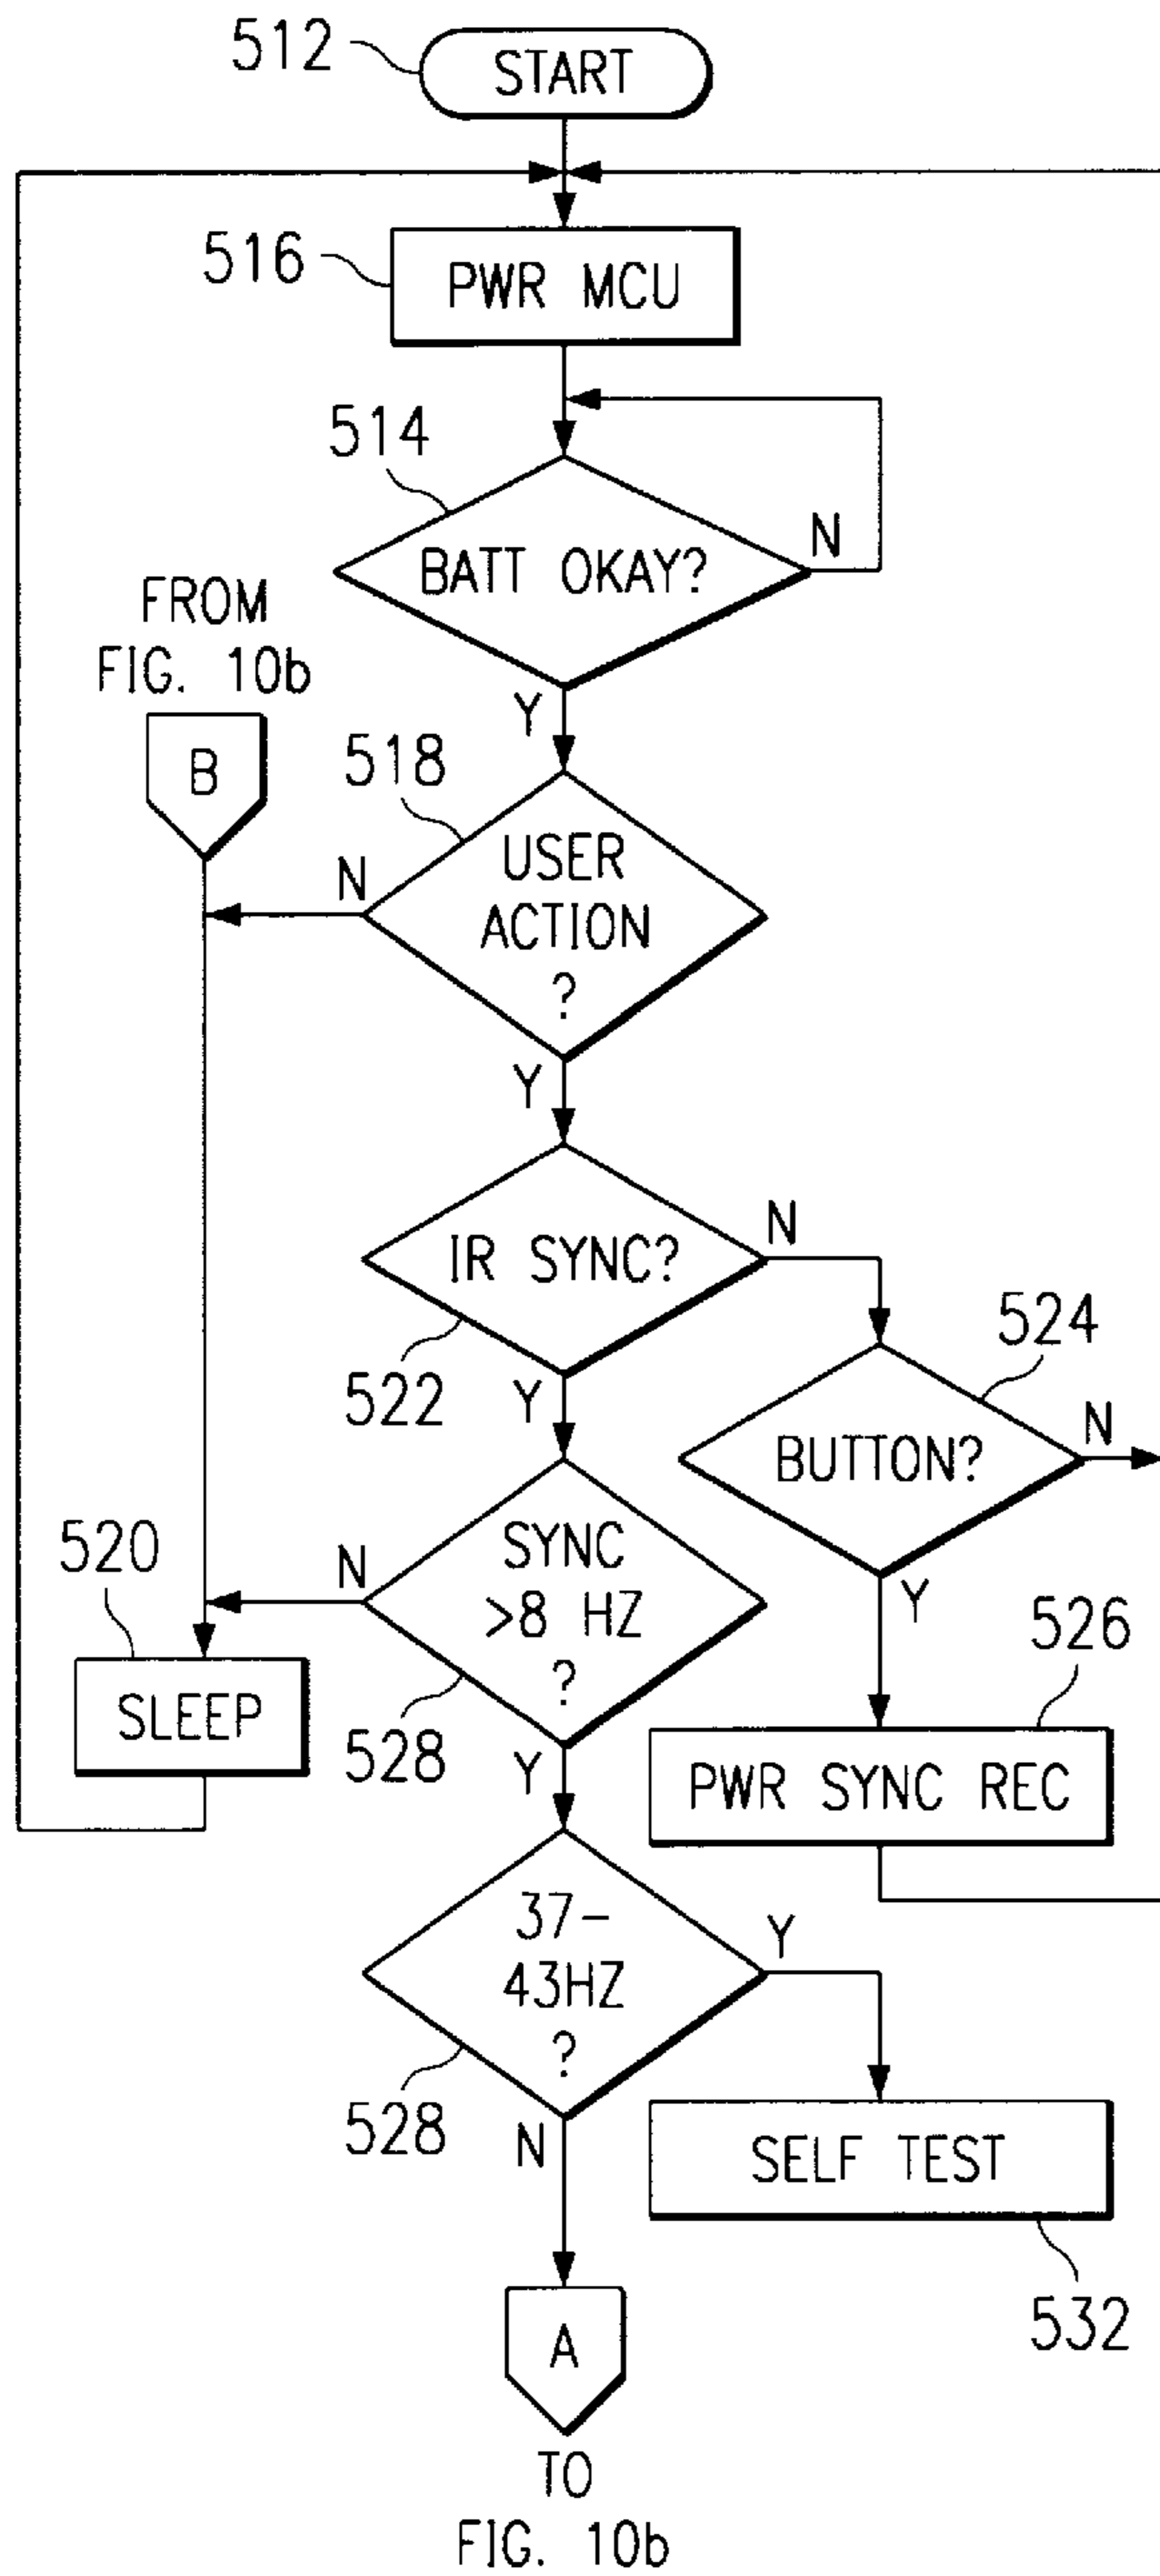 512
START
516
PWR MCU
514
BATT OKAY?
N
FROM
FIG. 10b
B
Y
518
USER
ACTION
?
N
Y
IR SYNC?
N
522
Y
524
BUTTON?
N
Y
520
SLEEP
SYNC
>8 HZ
?
N
528
Y
526
PWR SYNC REC
37-
43HZ
?
Y
528
N
SELF TEST
532
A
TO
FIG. 10b